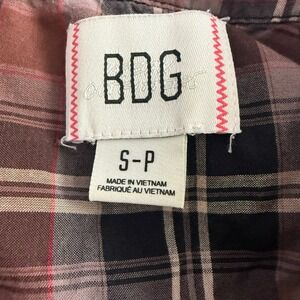 BDG
S-P
MADE IN VIETNAM
FABRIQUÉ AU VIETNAM